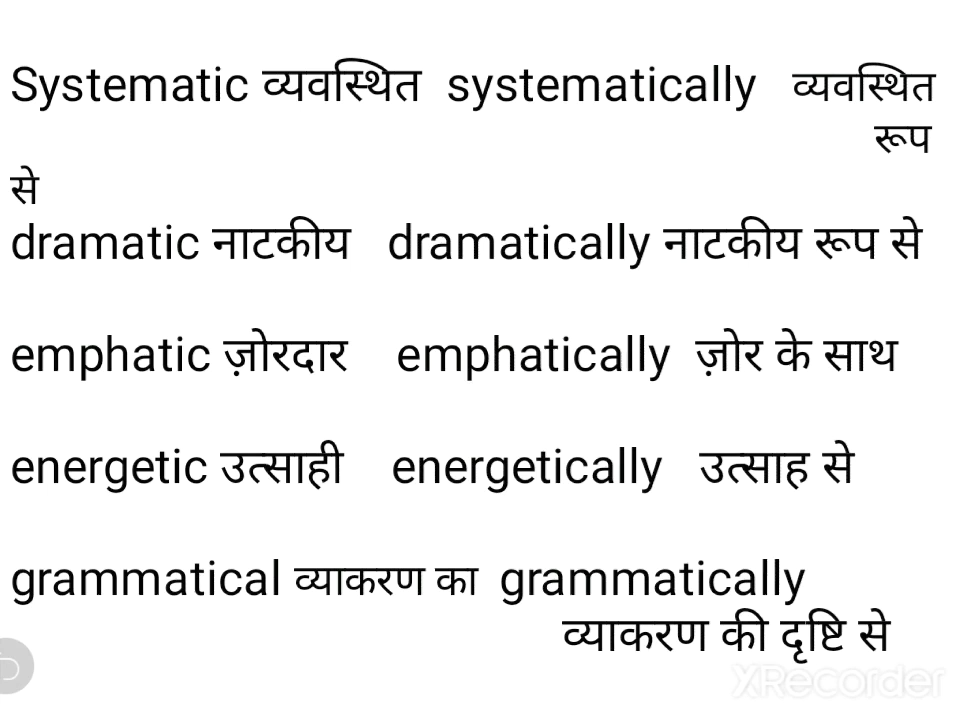 Systematic व्यवस्थित systematically व्यवस्थित
रूप
से
dramatic नाटकीय dramatically नाटकीय रूप से
emphatic ज़ोरदार emphatically ज़ोर के साथ
energetic उत्साही energetically उत्साह से
grammatical व्याकरण का grammatically
व्याकरण की दृष्टि से
XRecorder